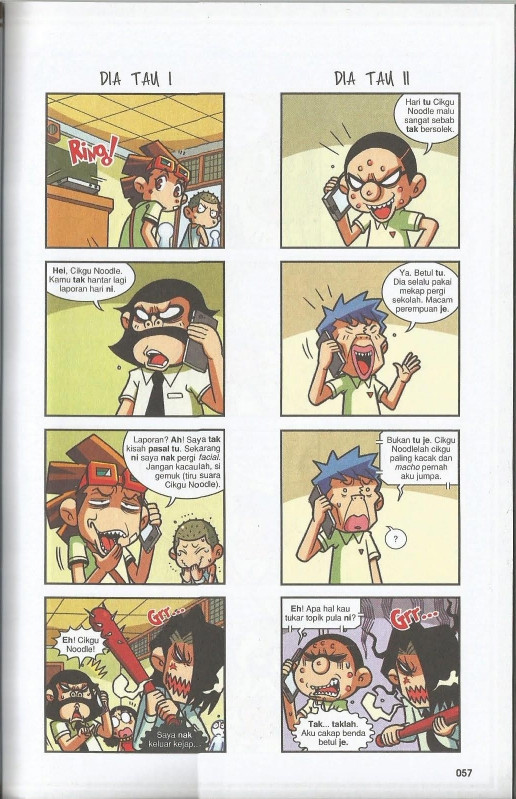 DIA TAU I
RING!
Hei, Cikgu Noodle.
Kamu tak hantar lagi
laporan hari ni.
Laporan? Ah! Saya tak
kisah pasal tu. Sekarang
ni saya nak pergi facial.
Jangan kacaulah, si
gemuk (tiru suara
Cikgu Noodle).
Eh! Cikgu
Noodle!
Grr...
Saya nak
keluar kejap...
DIA TAU II
Hari tu Cikgu
Noodle malu
sangat sebab
tak bersolek.
Ya. Betul tu.
Dia selalu pakai
mekap pergi
sekolah. Macam
perempuan je.
Bukan tu je. Cikgu
Noodlelah cikgu
paling kacak dan
macho pernah
aku jumpa.
?
Eh! Apa hal kau
tukar topik pula ni?
Grr...
Tak... taklah.
Aku cakap benda
betul je.
057